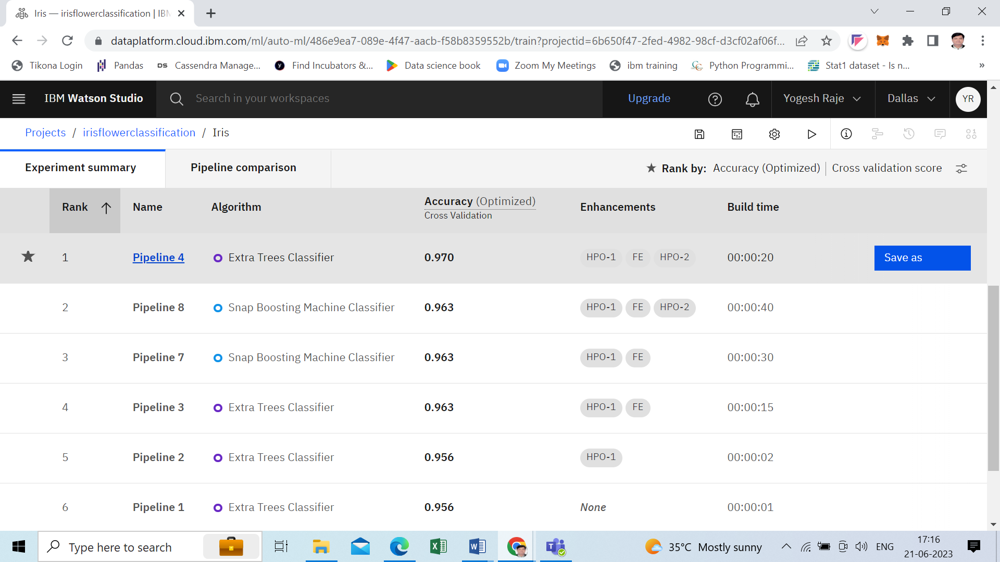 Iris — irisflowerclassification | IBM
dataplatform.cloud.ibm.com/ml/auto-ml/486e9ea7-089e-4f47-aacb-f58b8359552b/train?projectid=6b650f47-2fed-4982-98cf-d3cf02af06f...
Tikona Login Pandas DS Cassendra Manage... Find Incubators &... Data science book Zoom My Meetings ibm training Python Programmi... Stat1 dataset - Is n... »
IBM Watson Studio Search in your workspaces Upgrade Yogesh Raje Dallas YR
Projects / irisflowerclassification / Iris
Experiment summary Pipeline comparison ★ Rank by: Accuracy (Optimized) | Cross validation score
Rank Name Algorithm Accuracy (Optimized) Enhancements Build time
Cross Validation
1 Pipeline 4 Extra Trees Classifier 0.970 HPO-1 FE HPO-2 00:00:20 Save as
2 Pipeline 8 Snap Boosting Machine Classifier 0.963 HPO-1 FE HPO-2 00:00:40
3 Pipeline 7 Snap Boosting Machine Classifier 0.963 HPO-1 FE 00:00:30
4 Pipeline 3 Extra Trees Classifier 0.963 HPO-1 FE 00:00:15
5 Pipeline 2 Extra Trees Classifier 0.956 HPO-1 00:00:02
6 Pipeline 1 Extra Trees Classifier 0.956 None 00:00:01
Type here to search 35°C Mostly sunny ENG 17:16
21-06-2023